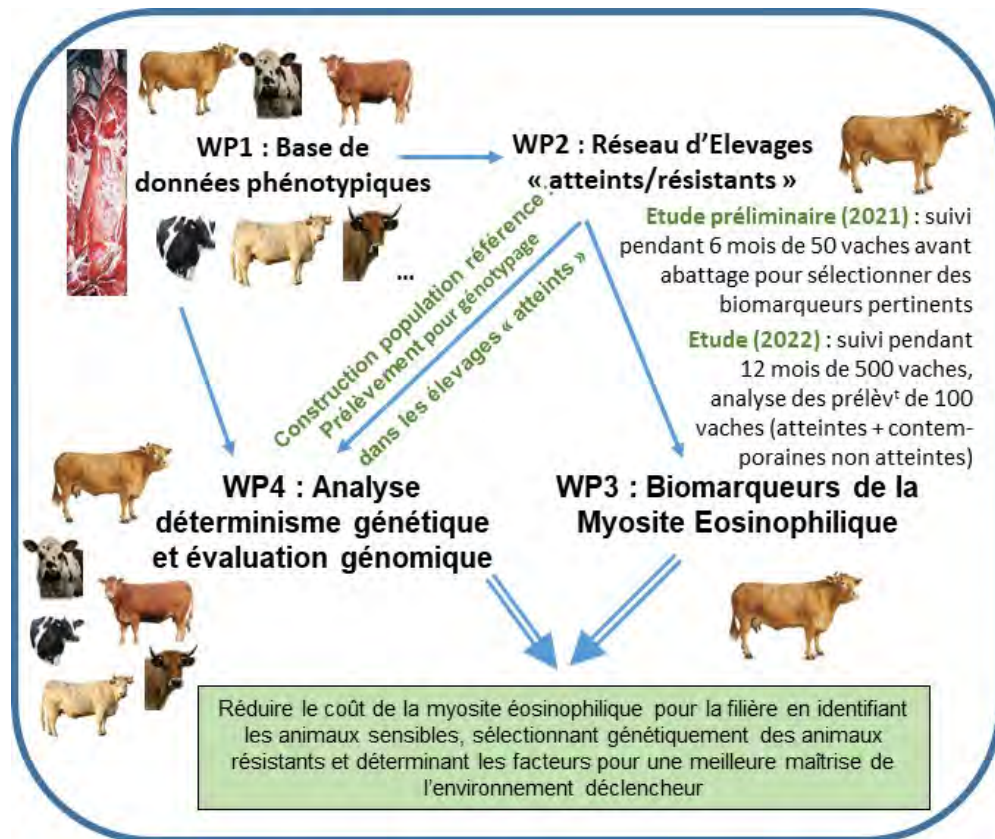 WP1 : Base de
données phénotypiques
...
WP2 : Réseau d'Elevages
« atteints/résistants »
Etude préliminaire (2021) : suivi
pendant 6 mois de 50 vaches avant
abattage pour sélectionner des
biomarqueurs pertinents
Etude (2022) : suivi pendant
12 mois de 500 vaches,
analyse des prélèvᵗ de 100
vaches (atteintes + contem-
poraines non atteintes)
Construction population référence :
Prélèvement pour génotypage
dans les élevages « atteints »
WP4 : Analyse
déterminisme génétique
et évaluation génomique
WP3 : Biomarqueurs de la
Myosite Eosinophilique
Réduire le coût de la myosite éosinophilique pour la filière en identifiant
les animaux sensibles, sélectionnant génétiquement des animaux
résistants et déterminant les facteurs pour une meilleure maîtrise de
l'environnement déclencheur